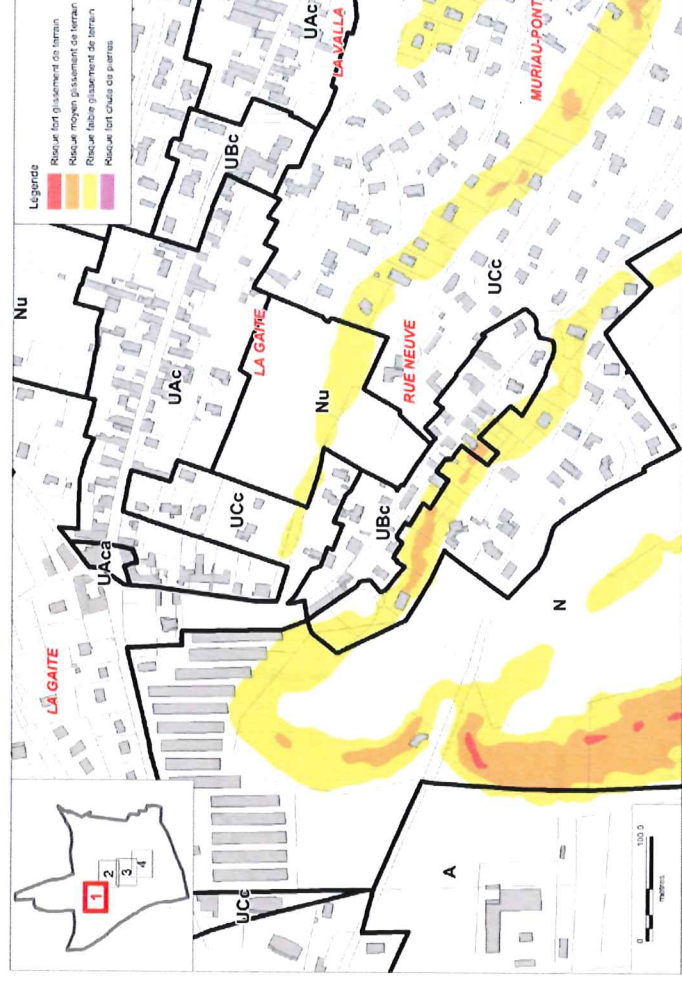 Légende
Risque fort glissement de terrain
Risque moyen glissement de terrain
Risque faible glissement de terrain
Risque fort chute de pierres
Nu
UAc
LA VALLA
MURIAU-PONT
UBc
UAc
LA GAITE
UCc
RUE NEUVE
Nu
UCc
UBc
UAca
LA GAITE
N
1
2
3
4
UCc
A
0
100.0
mètres